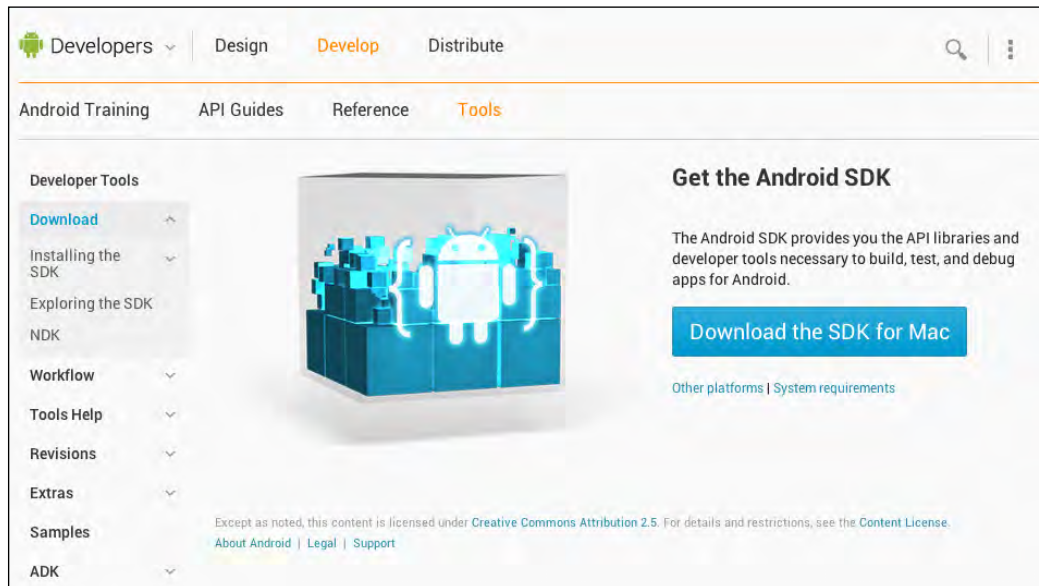 Developers Design Develop Distribute
Android Training API Guides Reference Tools
Developer Tools
Download
Installing the
SDK
Exploring the SDK
NDK
Workflow
Tools Help
Revisions
Extras
Samples
ADK
Get the Android SDK
The Android SDK provides you the API libraries and
developer tools necessary to build, test, and debug
apps for Android.
Download the SDK for Mac
Other platforms | System requirements
Except as noted, this content is licensed under Creative Commons Attribution 2.5. For details and restrictions, see the Content License.
About Android | Legal | Support